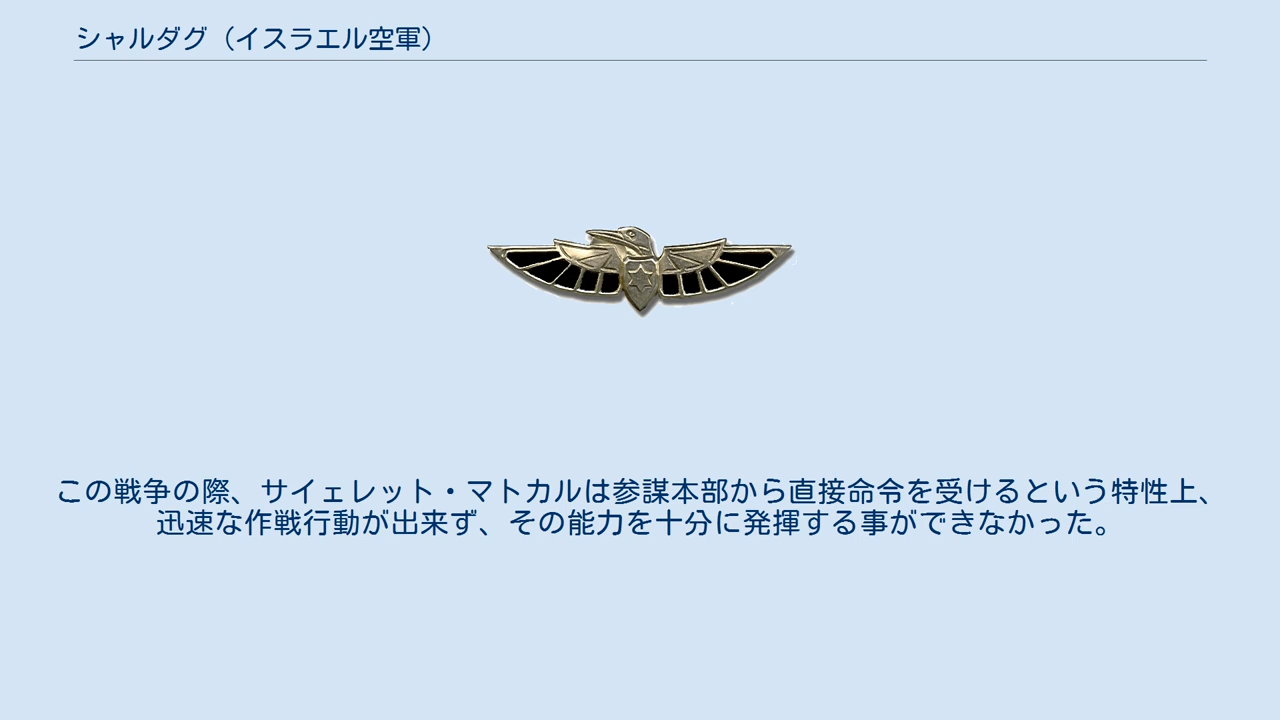 シャルダグ（イスラエル空軍）
この戦争の際、サイェレット・マトカルは参謀本部から直接命令を受けるという特性上、
迅速な作戦行動が出来ず、その能力を十分に発揮する事ができなかった。